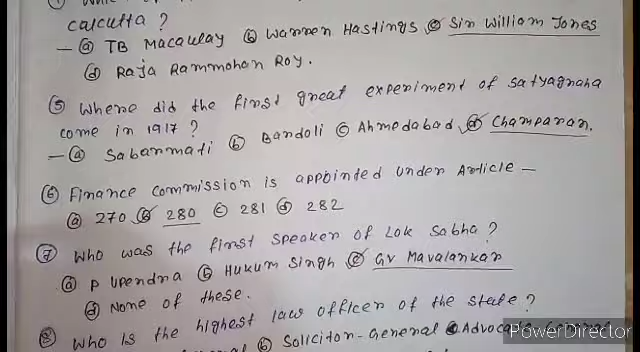 calcutta ?
- ⓐ TB Macaulay ⓑ Warren Hastings ⓒ Sir William Jones
ⓓ Raja Rammohan Roy.
⑤ Where did the first great experiment of satyagraha
come in 1917 ?
- ⓐ Sabarmati ⓑ Bardoli ⓒ Ahmedabad ⓓ Champaran.
⑥ Finance commission is appointed under Article -
ⓐ 270 ⓑ 280 ⓒ 281 ⓓ 282
⑦ Who was the first speaker of Lok Sabha ?
ⓐ P Upendra ⓑ Hukum Singh ⓒ GV Mavalankar
ⓓ None of these.
⑧ Who is the highest law officer of the state ?
ⓑ Solicitor-General ⓒ Advocate
PowerDirector